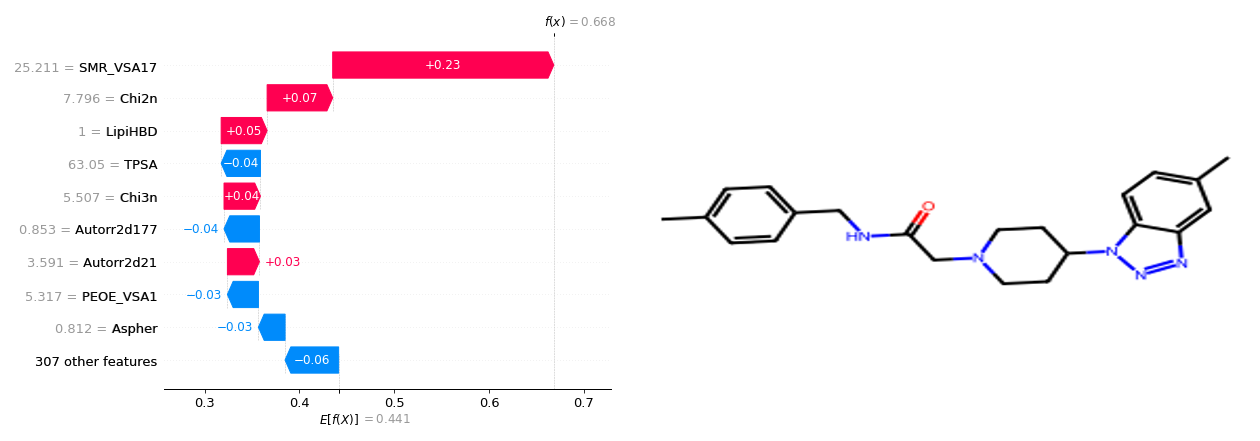 f(x) = 0.668
25.211 = SMR_VSA17
+0.23
7.796 = Chi2n
+0.07
1 = LipiHBD
+0.05
63.05 = TPSA
−0.04
5.507 = Chi3n
+0.04
0.853 = Autorr2d177
−0.04
3.591 = Autorr2d21
+0.03
5.317 = PEOE_VSA1
−0.03
0.812 = Aspher
−0.03
307 other features
−0.06
0.3 0.4 0.5 0.6 0.7
E[f(X)] = 0.441
O
HN
N
N
N
N